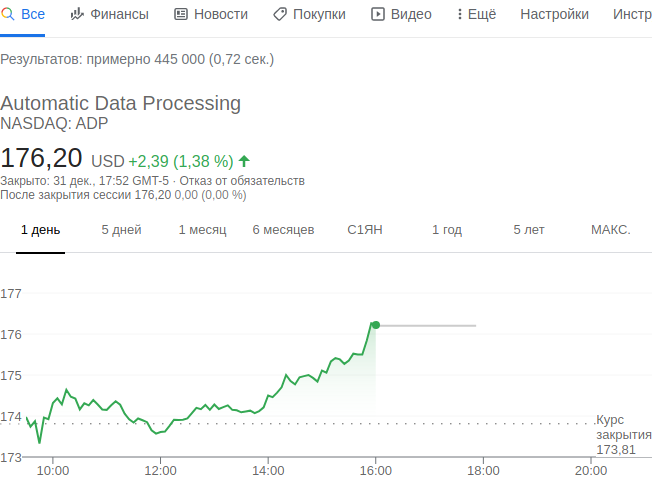 Все Финансы Новости Покупки Видео Ещё Настройки Инстр
Результатов: примерно 445 000 (0,72 сек.)
Automatic Data Processing
NASDAQ: ADP
176,20 USD +2,39 (1,38 %)
Закрыто: 31 дек., 17:52 GMT-5 · Отказ от обязательств
После закрытия сессии 176,20 0,00 (0,00 %)
1 день 5 дней 1 месяц 6 месяцев С1ЯН 1 год 5 лет МАКС.
177
176
175
174
173
Курс
закрытия
173,81
10:00 12:00 14:00 16:00 18:00 20:00